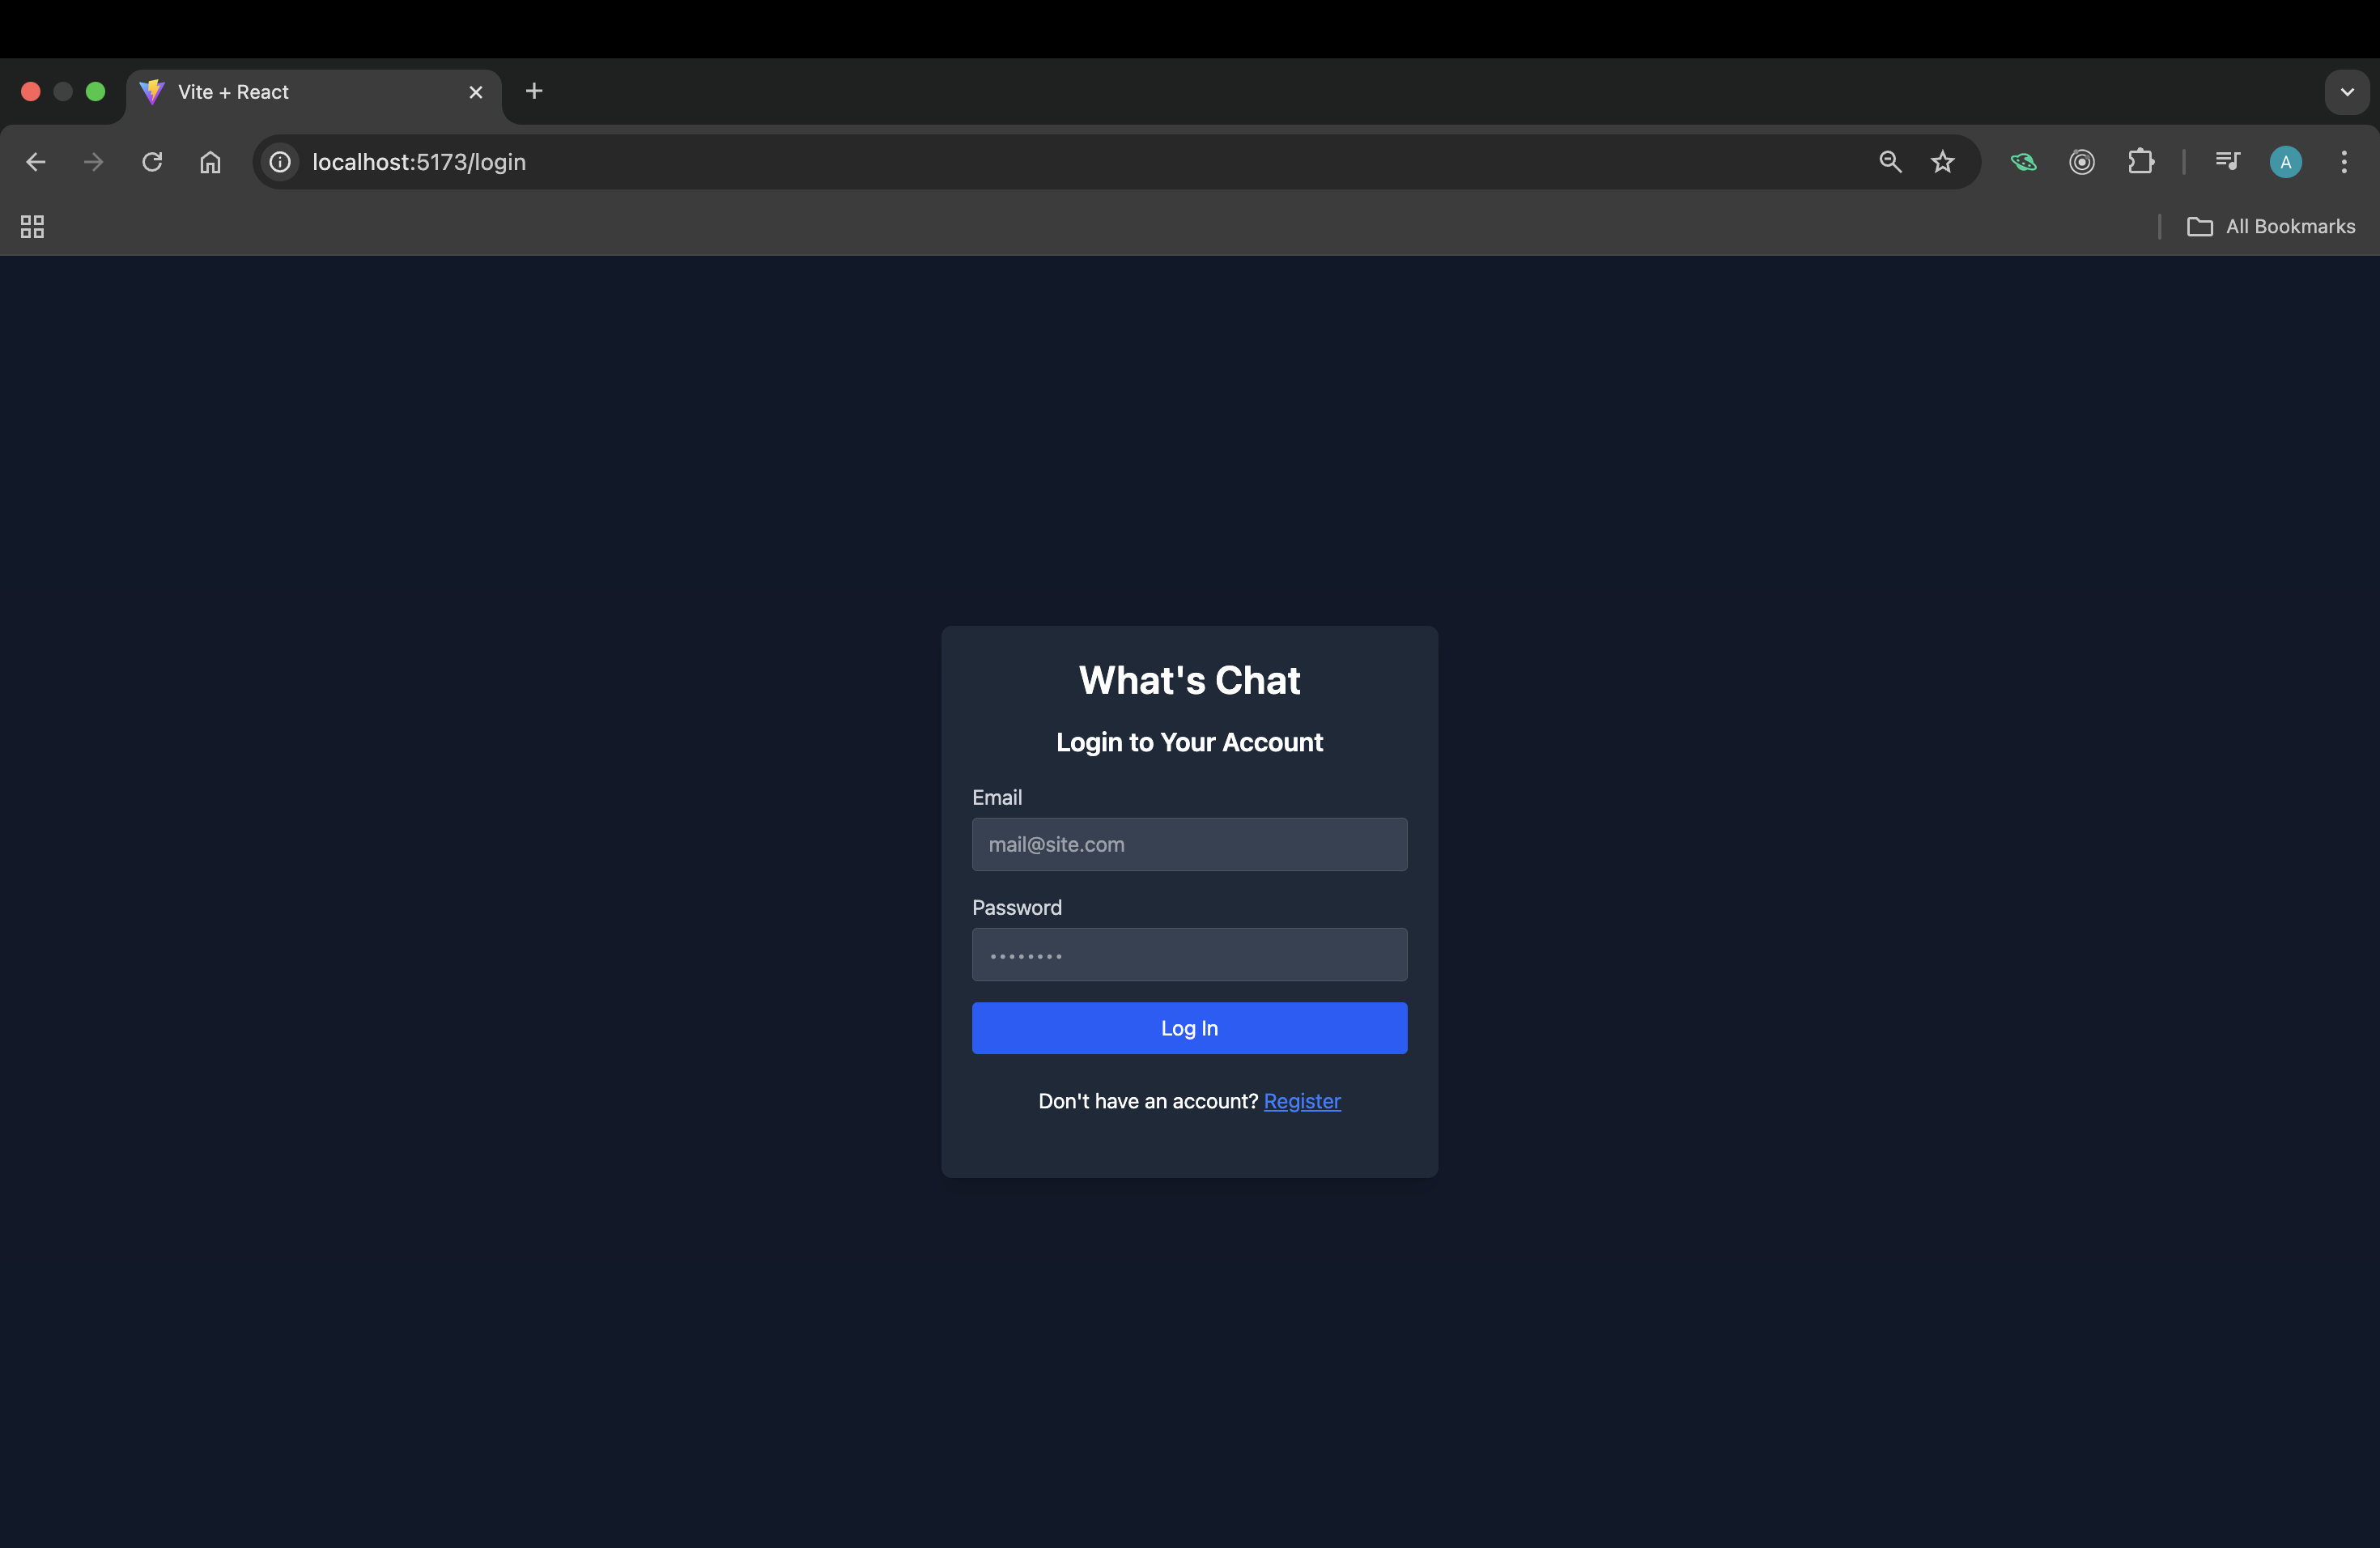 Vite + React
localhost:5173/login
A
All Bookmarks
What's Chat
Login to Your Account
Email
mail@site.com
Password
••••••••
Log In
Don't have an account? Register